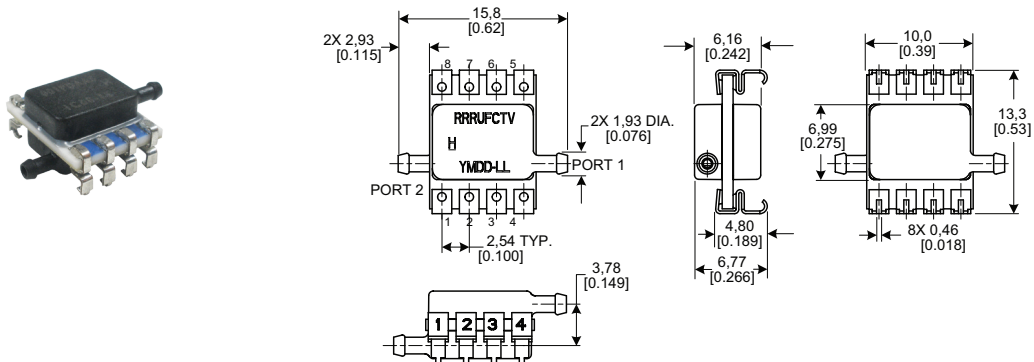 15,8
[0.62]
2X 2,93
[0.115]
8 7 6 5
RRRUFCTV
H
YMDD-LL
2X 1,93 DIA.
[0.076]
PORT 1
PORT 2
1 2 3 4
2,54 TYP.
[0.100]
6,16
[0.242]
4,80
[0.189]
6,77
[0.266]
10,0
[0.39]
6,99
[0.275]
13,3
[0.53]
8X 0,46
[0.018]
3,78
[0.149]
1 2 3 4